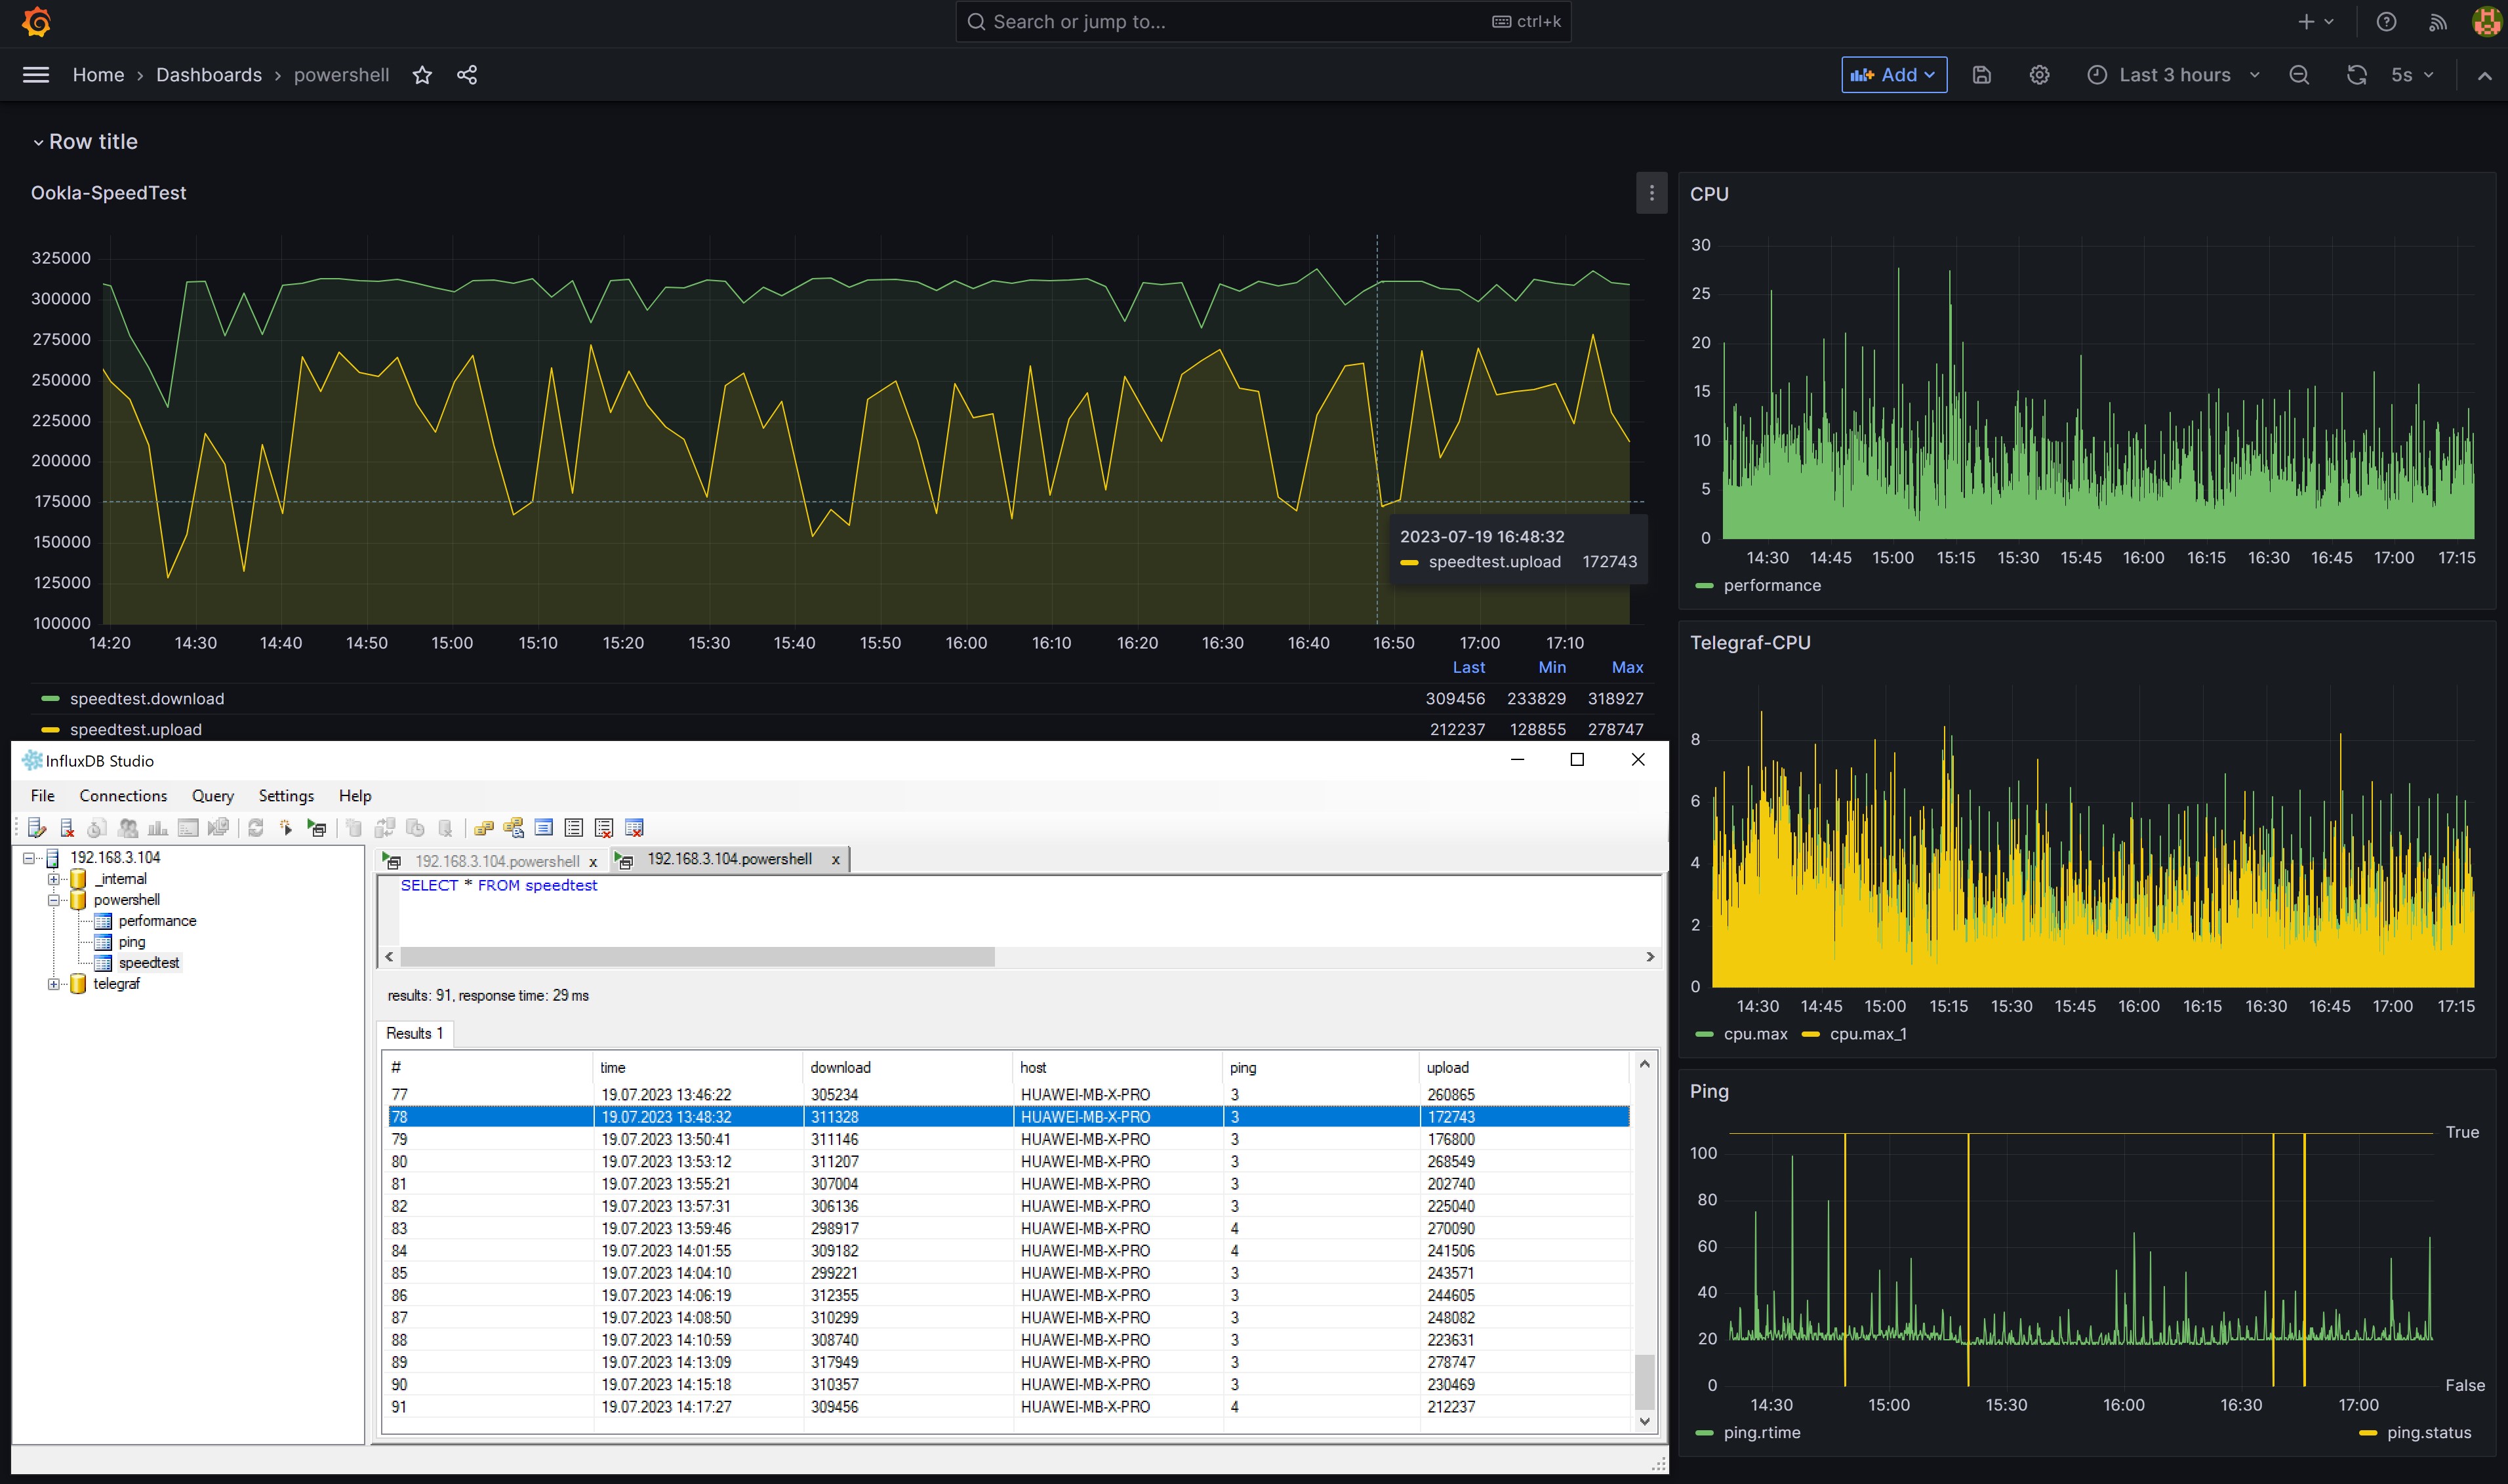 Search or jump to... ctrl+k
Home › Dashboards › powershell Add Last 3 hours 5s
Row title
Ookla-SpeedTest
325000
300000
275000
250000
225000
200000
175000
150000
125000
100000
14:20 14:30 14:40 14:50 15:00 15:10 15:20 15:30 15:40 15:50 16:00 16:10 16:20 16:30 16:40 16:50 17:00 17:10
2023-07-19 16:48:32
speedtest.upload 172743
Last Min Max
speedtest.download 309456 233829 318927
speedtest.upload 212237 128855 278747
CPU
30
25
20
15
10
5
0
14:30 14:45 15:00 15:15 15:30 15:45 16:00 16:15 16:30 16:45 17:00 17:15
performance
Telegraf-CPU
8
6
4
2
0
14:30 14:45 15:00 15:15 15:30 15:45 16:00 16:15 16:30 16:45 17:00 17:15
cpu.max cpu.max_1
Ping
True
100
80
60
40
20
0
False
14:30 15:00 15:30 16:00 16:30 17:00
ping.rtime ping.status
InfluxDB Studio
File Connections Query Settings Help
192.168.3.104
_internal
powershell
performance
ping
speedtest
telegraf
192.168.3.104.powershell x 192.168.3.104.powershell x
SELECT * FROM speedtest
results: 91, response time: 29 ms
Results 1
# time download host ping upload
77 19.07.2023 13:46:22 305234 HUAWEI-MB-X-PRO 3 260865
78 19.07.2023 13:48:32 311328 HUAWEI-MB-X-PRO 3 172743
79 19.07.2023 13:50:41 311146 HUAWEI-MB-X-PRO 3 176800
80 19.07.2023 13:53:12 311207 HUAWEI-MB-X-PRO 3 268549
81 19.07.2023 13:55:21 307004 HUAWEI-MB-X-PRO 3 202740
82 19.07.2023 13:57:31 306136 HUAWEI-MB-X-PRO 3 225040
83 19.07.2023 13:59:46 298917 HUAWEI-MB-X-PRO 4 270090
84 19.07.2023 14:01:55 309182 HUAWEI-MB-X-PRO 4 241506
85 19.07.2023 14:04:10 299221 HUAWEI-MB-X-PRO 3 243571
86 19.07.2023 14:06:19 312355 HUAWEI-MB-X-PRO 3 244605
87 19.07.2023 14:08:50 310299 HUAWEI-MB-X-PRO 3 248082
88 19.07.2023 14:10:59 308740 HUAWEI-MB-X-PRO 3 223631
89 19.07.2023 14:13:09 317949 HUAWEI-MB-X-PRO 3 278747
90 19.07.2023 14:15:18 310357 HUAWEI-MB-X-PRO 3 230469
91 19.07.2023 14:17:27 309456 HUAWEI-MB-X-PRO 4 212237